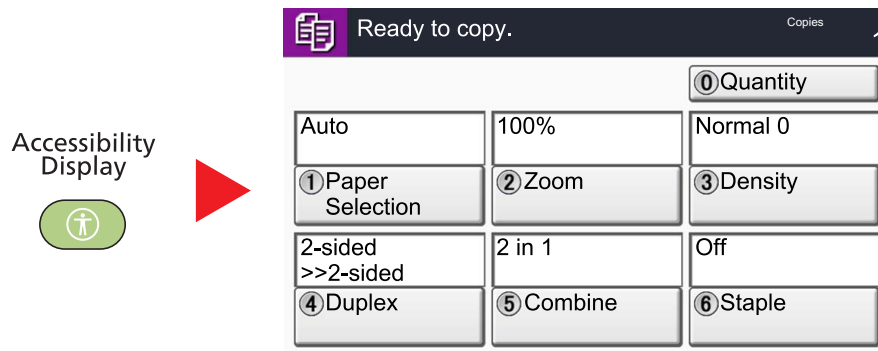 Ready to copy.
Copies
0 Quantity
Accessibility
Display
Auto
100%
Normal 0
1 Paper
Selection
2 Zoom
3 Density
2-sided
>>2-sided
2 in 1
Off
4 Duplex
5 Combine
6 Staple